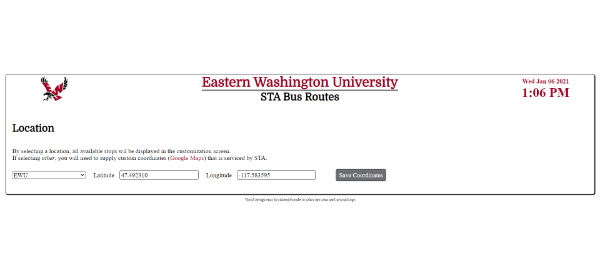 Eastern Washington University
STA Bus Routes
Wed Jan 06 2021
1:06 PM
Location
By selecting a location, all available stops will be displayed in the customization screen.
If selecting other, you will need to supply custom coordinates (Google Maps) that is serviced by STA.
EWU Latitude 47.492310 Longitude -117.583595 Save Coordinates